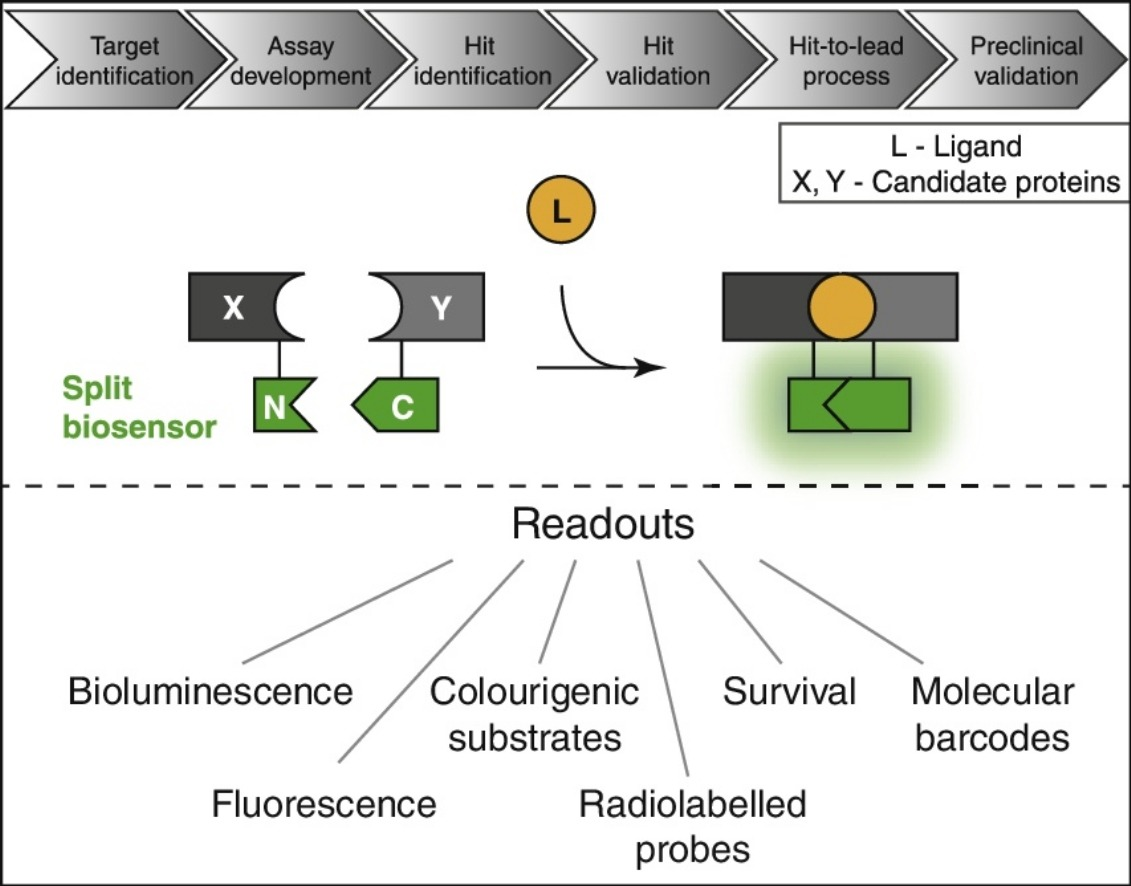 Target
identification
Assay
development
Hit
identification
Hit
validation
Hit-to-lead
process
Preclinical
validation
L - Ligand
X, Y - Candidate proteins
L
X
Y
Split
biosensor
N
C
Readouts
Bioluminescence
Colourigenic
substrates
Survival
Molecular
barcodes
Fluorescence
Radiolabelled
probes